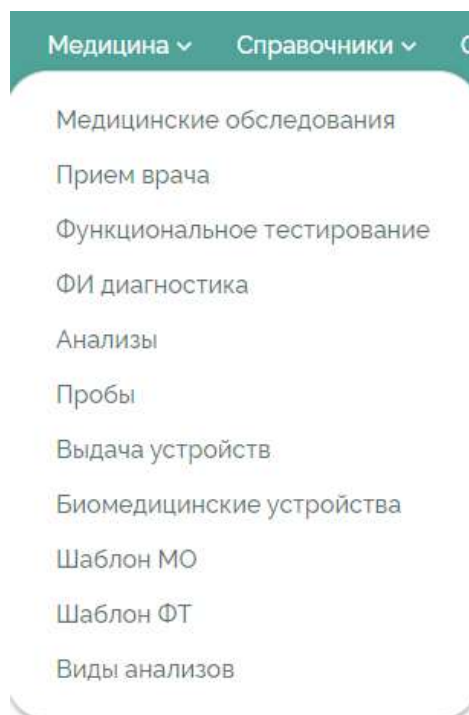 Медицина Справочники
Медицинские обследования
Прием врача
Функциональное тестирование
ФИ диагностика
Анализы
Пробы
Выдача устройств
Биомедицинские устройства
Шаблон МО
Шаблон ФТ
Виды анализов